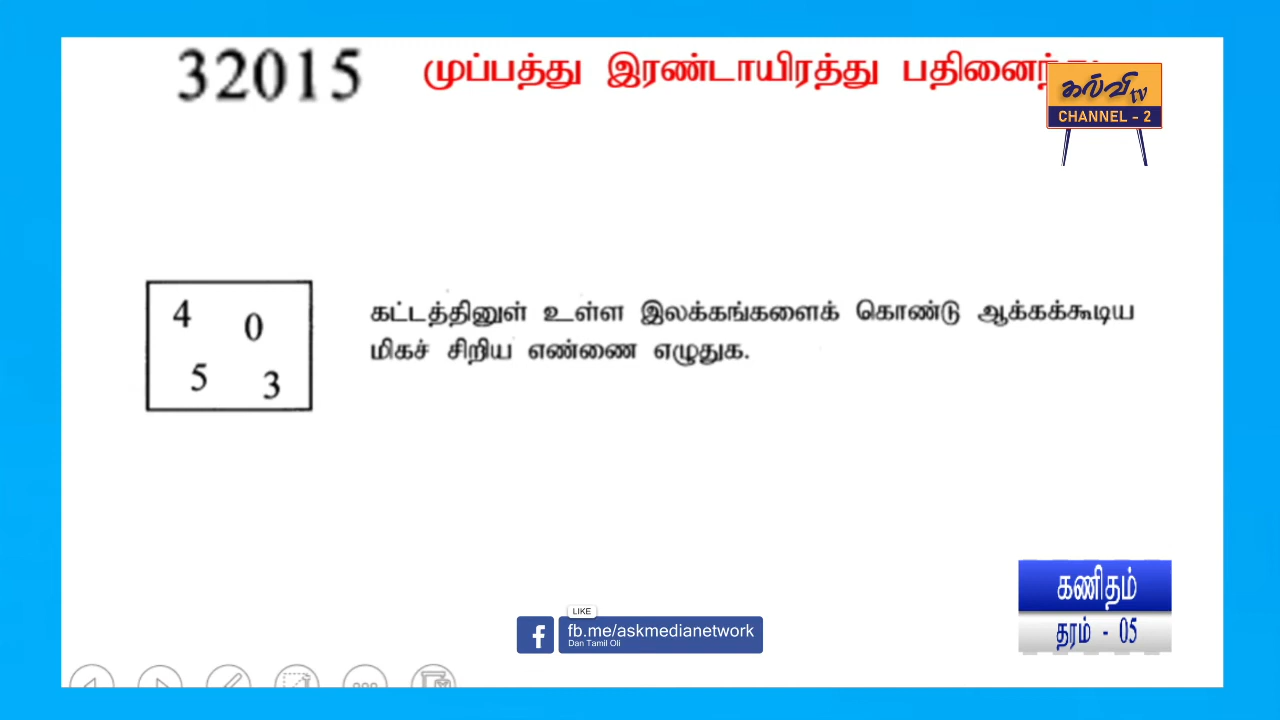 32015 முப்பத்து இரண்டாயிரத்து
கல்வி tv
CHANNEL - 2
4 0
5 3
கட்டத்தினுள் உள்ள இலக்கங்களைக் கொண்டு ஆக்கக்கூடிய
மிகச் சிறிய எண்ணை எழுதுக.
கணிதம்
தரம் - 05
LIKE
fb.me/askmedianetwork
Dan Tamil Oli